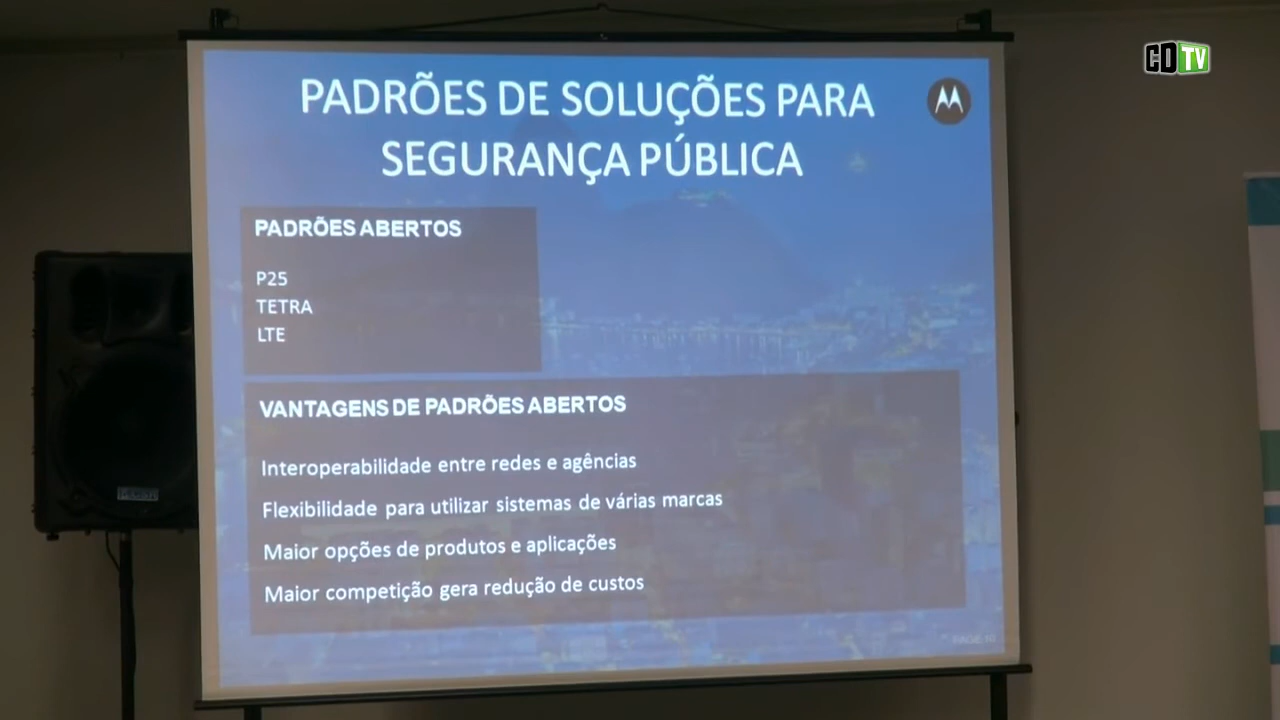 CDTV
PADRÕES DE SOLUÇÕES PARA
SEGURANÇA PÚBLICA
PADRÕES ABERTOS
P25
TETRA
LTE
VANTAGENS DE PADRÕES ABERTOS
Interoperabilidade entre redes e agências
Flexibilidade para utilizar sistemas de várias marcas
Maior opções de produtos e aplicações
Maior competição gera redução de custos
PAGE 10